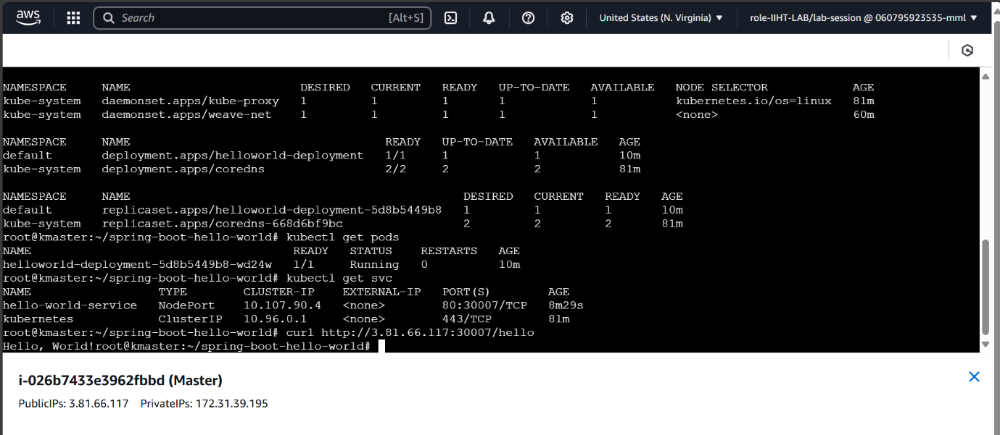 aws Search [Alt+S] United States (N. Virginia) role-IIHT-LAB/lab-session @ 060795923535-mml
NAMESPACE NAME DESIRED CURRENT READY UP-TO-DATE AVAILABLE NODE SELECTOR AGE
kube-system daemonset.apps/kube-proxy 1 1 1 1 1 kubernetes.io/os=linux 81m
kube-system daemonset.apps/weave-net 1 1 1 1 1 <none> 60m
NAMESPACE NAME READY UP-TO-DATE AVAILABLE AGE
default deployment.apps/helloworld-deployment 1/1 1 1 10m
kube-system deployment.apps/coredns 2/2 2 2 81m
NAMESPACE NAME DESIRED CURRENT READY AGE
default replicaset.apps/helloworld-deployment-5d8b5449b8 1 1 1 10m
kube-system replicaset.apps/coredns-668d6bf9bc 2 2 2 81m
root@kmaster:~/spring-boot-hello-world# kubectl get pods
NAME READY STATUS RESTARTS AGE
helloworld-deployment-5d8b5449b8-wd24w 1/1 Running 0 10m
root@kmaster:~/spring-boot-hello-world# kubectl get svc
NAME TYPE CLUSTER-IP EXTERNAL-IP PORT(S) AGE
hello-world-service NodePort 10.107.90.4 <none> 80:30007/TCP 8m29s
kubernetes ClusterIP 10.96.0.1 <none> 443/TCP 81m
root@kmaster:~/spring-boot-hello-world# curl http://3.81.66.117:30007/hello
Hello, World!root@kmaster:~/spring-boot-hello-world#
i-026b7433e3962fbbd (Master)
PublicIPs: 3.81.66.117 PrivateIPs: 172.31.39.195